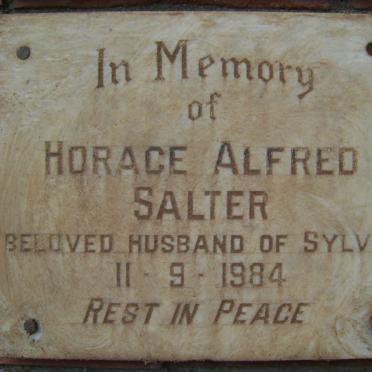 In Memory
of
HORACE ALFRED
SALTER
BELOVED HUSBAND OF SYLV
11 - 9 - 1984
REST IN PEACE